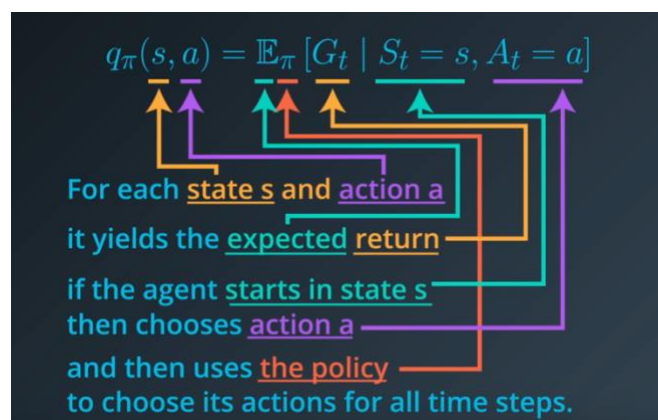 qπ(s, a) = 𝔼π [Gt | St = s, At = a]
For each state s and action a
it yields the expected return
if the agent starts in state s
then chooses action a
and then uses the policy
to choose its actions for all time steps.